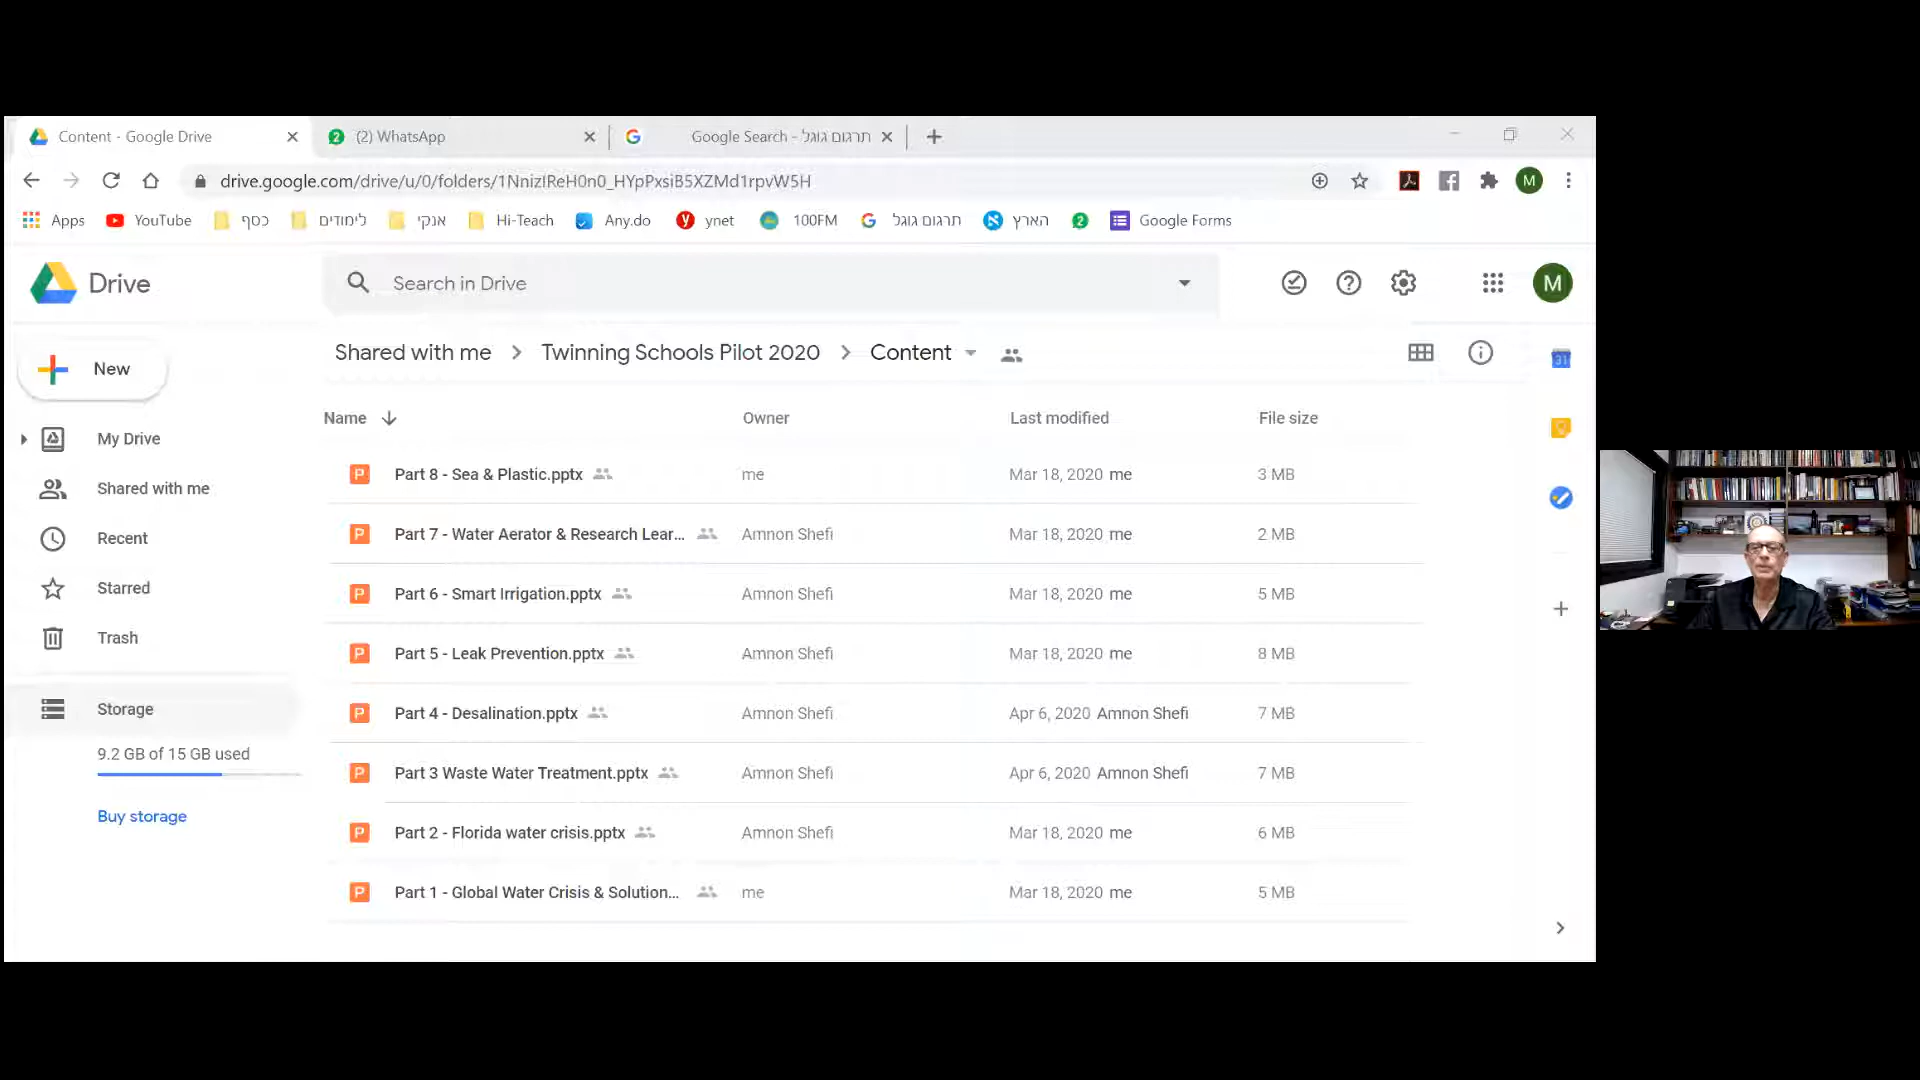 Content - Google Drive
2 (2) WhatsApp
Google Search - תרגום גוגל
drive.google.com/drive/u/0/folders/1NnizIReH0n0_HYpPxsiB5XZMd1rpvW5H
M
Apps YouTube כסף לימודים אנקי Hi-Teach Any.do ynet 100FM תרגום גוגל הארץ 2 Google Forms
Drive
Search in Drive
M
New
Shared with me > Twinning Schools Pilot 2020 > Content
31
Name Owner Last modified File size
My Drive
Shared with me
Recent
Starred
Trash
Storage
9.2 GB of 15 GB used
Buy storage
P Part 8 - Sea & Plastic.pptx me Mar 18, 2020 me 3 MB
P Part 7 - Water Aerator & Research Lear... Amnon Shefi Mar 18, 2020 me 2 MB
P Part 6 - Smart Irrigation.pptx Amnon Shefi Mar 18, 2020 me 5 MB
P Part 5 - Leak Prevention.pptx Amnon Shefi Mar 18, 2020 me 8 MB
P Part 4 - Desalination.pptx Amnon Shefi Apr 6, 2020 Amnon Shefi 7 MB
P Part 3 Waste Water Treatment.pptx Amnon Shefi Apr 6, 2020 Amnon Shefi 7 MB
P Part 2 - Florida water crisis.pptx Amnon Shefi Mar 18, 2020 me 6 MB
P Part 1 - Global Water Crisis & Solution... me Mar 18, 2020 me 5 MB